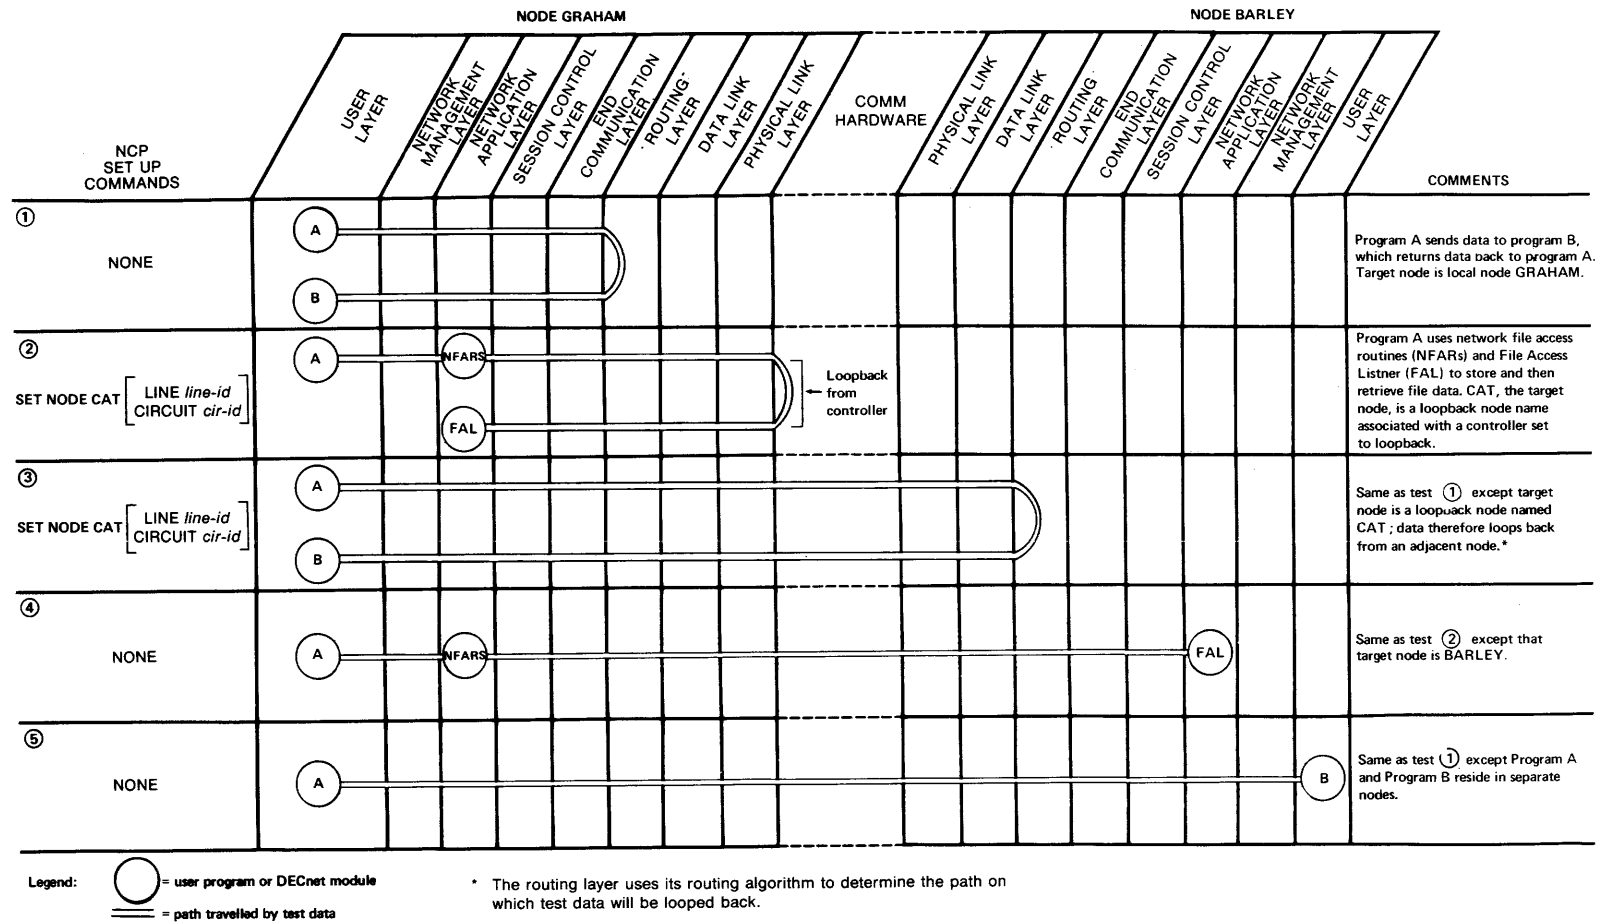 NODE GRAHAM
NODE BARLEY
NCP
SET UP
COMMANDS
USER
LAYER
NETWORK
MANAGEMENT
LAYER
NETWORK
APPLICATION
LAYER
SESSION CONTROL
LAYER
END
COMMUNICATION
LAYER
ROUTING
LAYER
DATA LINK
LAYER
PHYSICAL LINK
LAYER
COMM
HARDWARE
PHYSICAL LINK
LAYER
DATA LINK
LAYER
ROUTING
LAYER
END
COMMUNICATION
LAYER
SESSION CONTROL
LAYER
NETWORK
APPLICATION
LAYER
NETWORK
MANAGEMENT
LAYER
USER
LAYER
COMMENTS
①
NONE
A
B
Program A sends data to program B,
which returns data back to program A.
Target node is local node GRAHAM.
②
SET NODE CAT [LINE line-id
CIRCUIT cir-id]
A
NFARS
FAL
Loopback
from
controller
Program A uses network file access
routines (NFARs) and File Access
Listner (FAL) to store and then
retrieve file data. CAT, the target
node, is a loopback node name
associated with a controller set
to loopback.
③
SET NODE CAT [LINE line-id
CIRCUIT cir-id]
A
B
Same as test ① except target
node is a loopback node named
CAT ; data therefore loops back
from an adjacent node.*
④
NONE
A
NFARS
FAL
Same as test ② except that
target node is BARLEY.
⑤
NONE
A
B
Same as test ① except Program A
and Program B reside in separate
nodes.
Legend:
= user program or DECnet module
= path travelled by test data
* The routing layer uses its routing algorithm to determine the path on
which test data will be looped back.